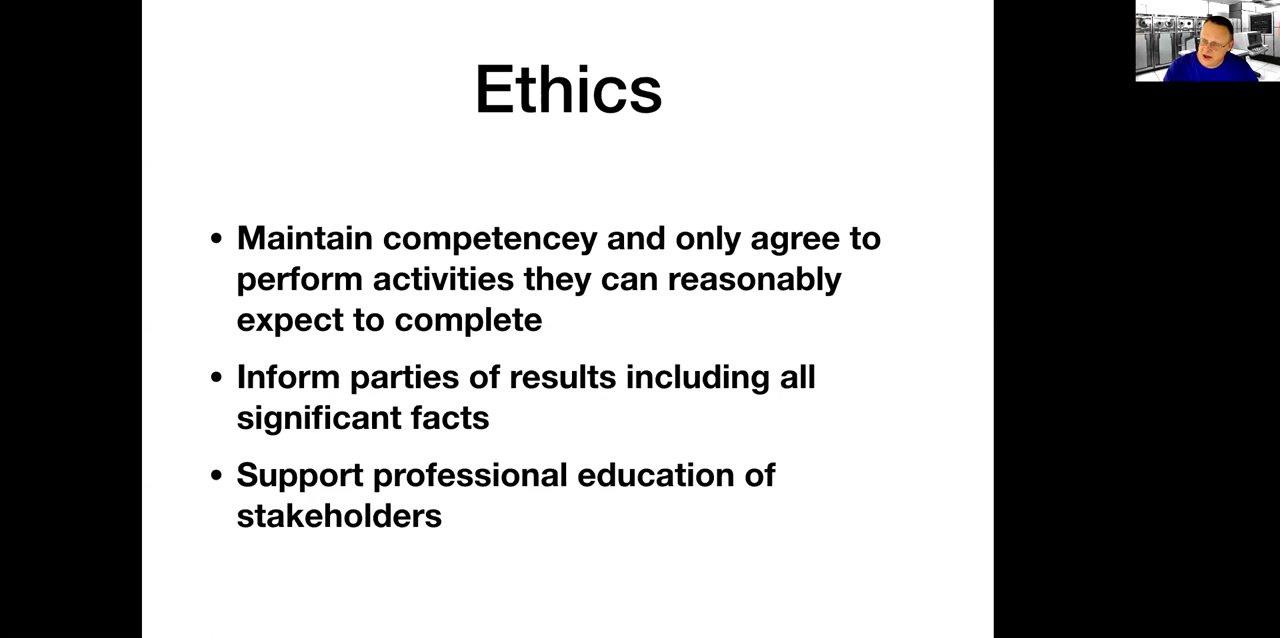 Ethics
• Maintain competencey and only agree to
perform activities they can reasonably
expect to complete
• Inform parties of results including all
significant facts
• Support professional education of
stakeholders